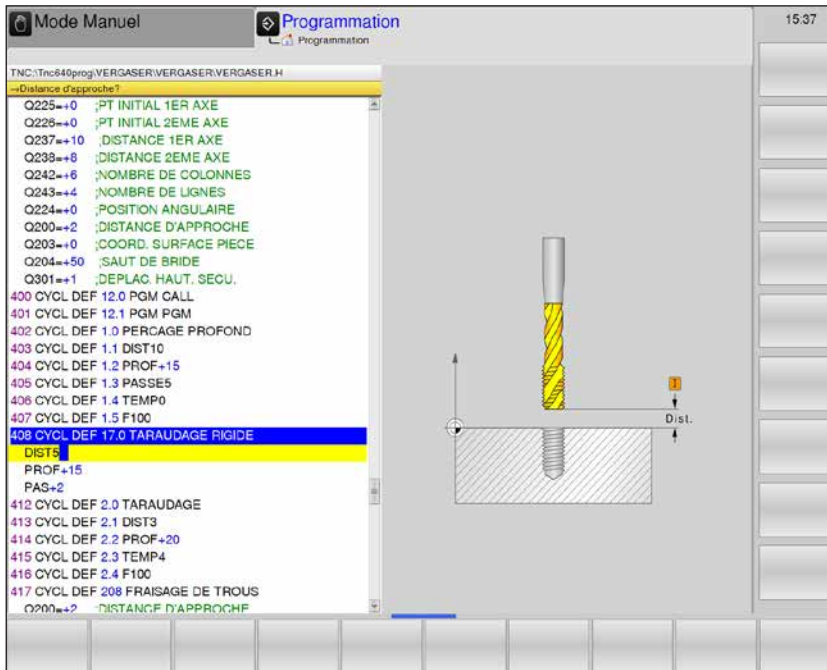 Mode Manuel
Programmation
Programmation
15:37
TNC:\Tnc640prog\VERGASER\VERGASER\VERGASER.H
→Distance d'approche?
Q225=+0 ;PT INITIAL 1ER AXE
Q226=+0 ;PT INITIAL 2EME AXE
Q237=+10 ;DISTANCE 1ER AXE
Q238=+8 ;DISTANCE 2EME AXE
Q242=+6 ;NOMBRE DE COLONNES
Q243=+4 ;NOMBRE DE LIGNES
Q224=+0 ;POSITION ANGULAIRE
Q200=+2 ;DISTANCE D'APPROCHE
Q203=+0 ;COORD. SURFACE PIECE
Q204=+50 ;SAUT DE BRIDE
Q301=+1 ;DEPLAC. HAUT. SECU.
400 CYCL DEF 12.0 PGM CALL
401 CYCL DEF 12.1 PGM PGM
402 CYCL DEF 1.0 PERCAGE PROFOND
403 CYCL DEF 1.1 DIST10
404 CYCL DEF 1.2 PROF+15
405 CYCL DEF 1.3 PASSE5
406 CYCL DEF 1.4 TEMP0
407 CYCL DEF 1.5 F100
408 CYCL DEF 17.0 TARAUDAGE RIGIDE
DIST5
PROF+15
PAS+2
412 CYCL DEF 2.0 TARAUDAGE
413 CYCL DEF 2.1 DIST3
414 CYCL DEF 2.2 PROF+20
415 CYCL DEF 2.3 TEMP4
416 CYCL DEF 2.4 F100
417 CYCL DEF 208 FRAISAGE DE TROUS
Q200=+2 ;DISTANCE D'APPROCHE
I
Dist.